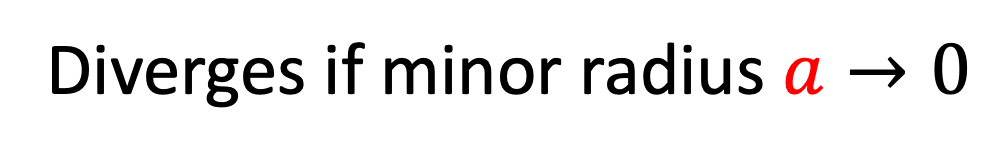 Diverges if minor radius a → 0